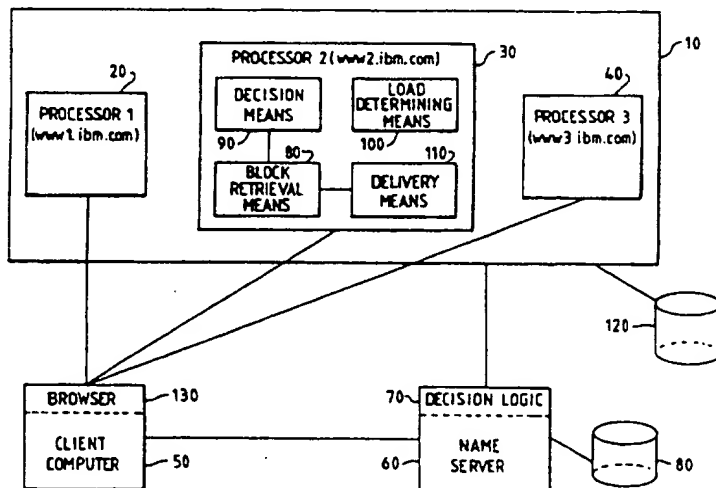 10
20
PROCESSOR 1
(www1.ibm.com)
PROCESSOR 2 (www2.ibm.com)
30
DECISION
MEANS
90
LOAD
DETERMINING
MEANS
100
80
BLOCK
RETRIEVAL
MEANS
110
DELIVERY
MEANS
40
PROCESSOR 3
(www3.ibm.com)
120
BROWSER
130
CLIENT
COMPUTER
50
70
DECISION LOGIC
60
NAME
SERVER
80